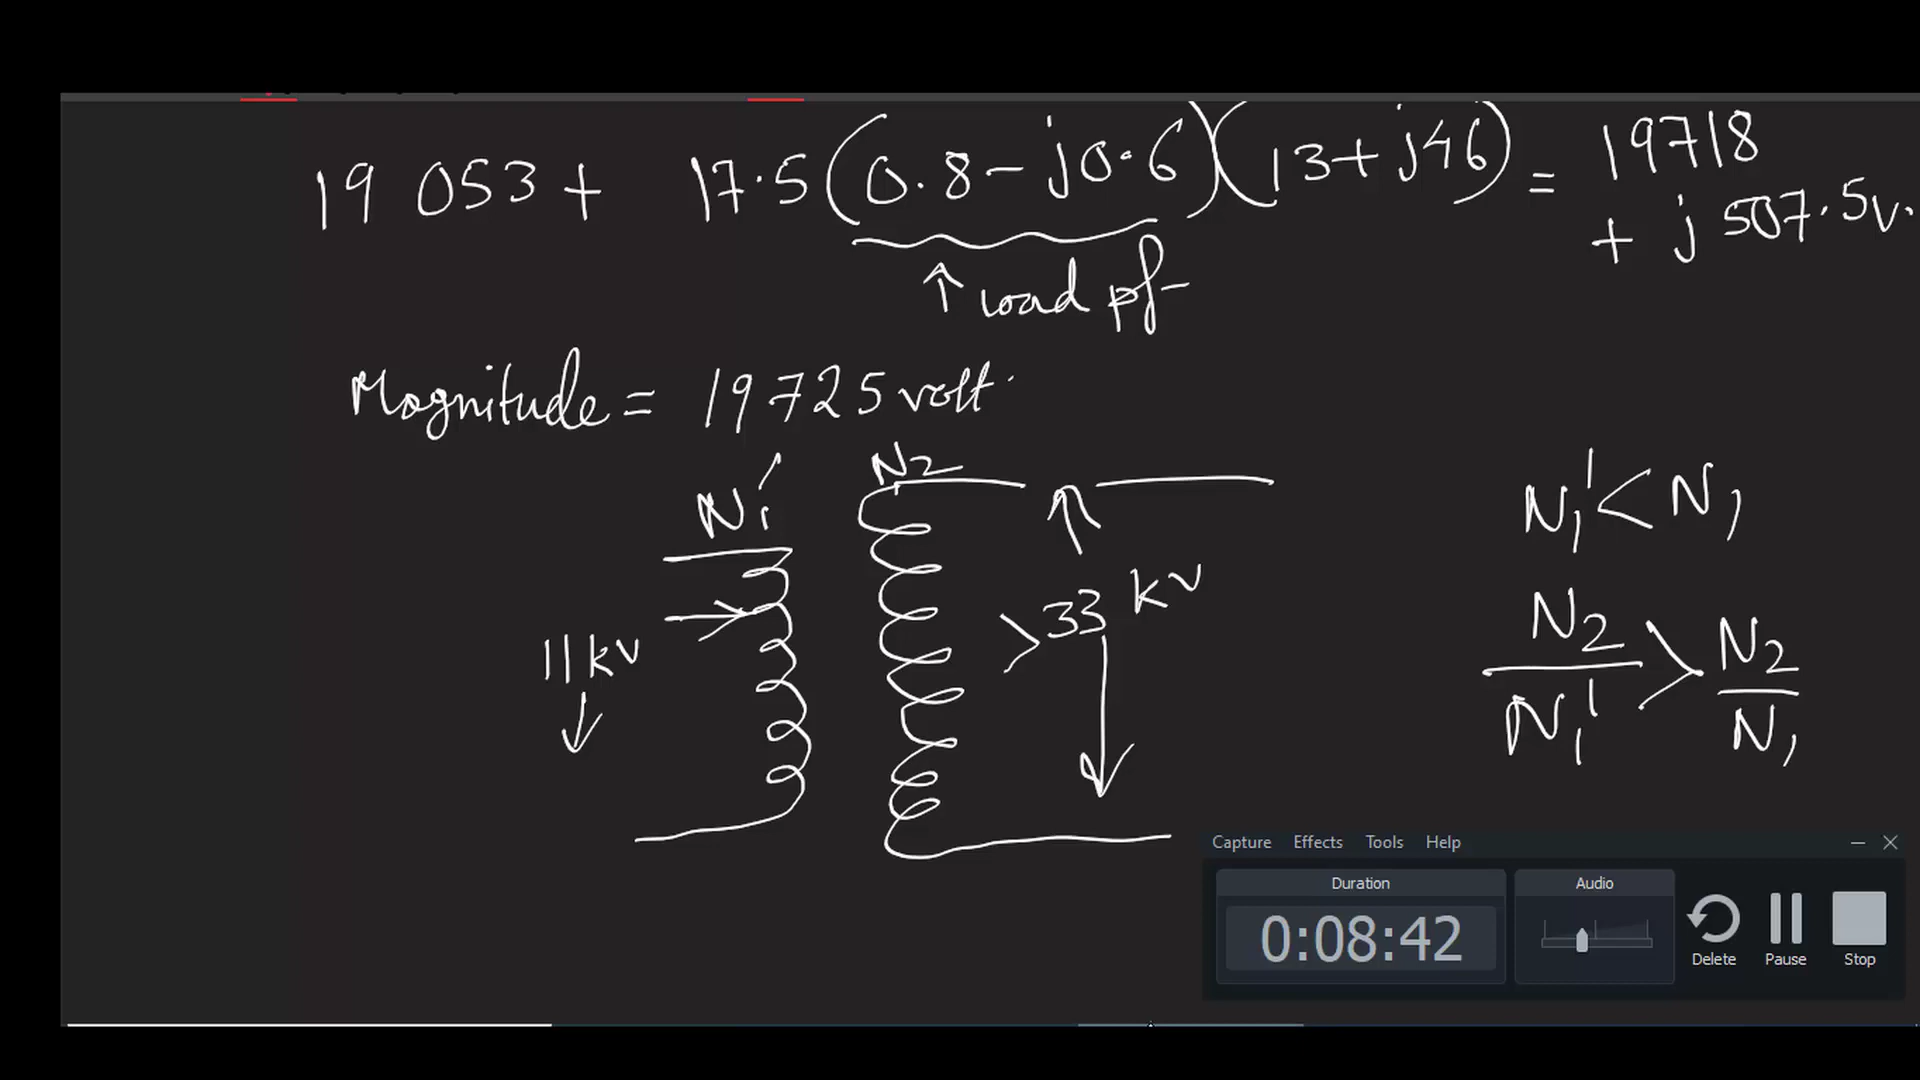 19 053 + 17.5 (0.8 - j0.6)(13 + j46) = 19718
+ j 507.5v.
↑ load pf
Magnitude = 19725 volt.
N1' N2
N1' < N1
11kv > 33 kv
N2/N1' > N2/N1
Capture Effects Tools Help
Duration Audio
0:08:42
Delete Pause Stop